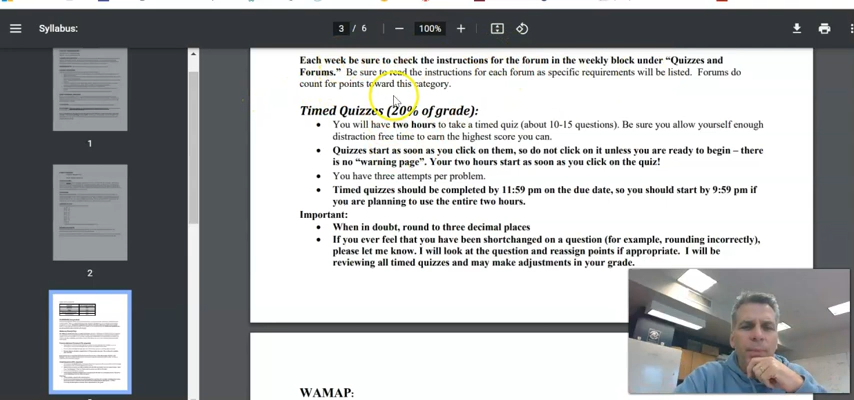 Syllabus:
3 / 6
100%
Each week be sure to check the instructions for the forum in the weekly block under “Quizzes and
Forums.” Be sure to read the instructions for each forum as specific requirements will be listed. Forums do
count for points toward this category.
Timed Quizzes (20% of grade):
You will have two hours to take a timed quiz (about 10-15 questions). Be sure you allow yourself enough
distraction free time to earn the highest score you can.
Quizzes start as soon as you click on them, so do not click on it unless you are ready to begin – there
is no “warning page”. Your two hours start as soon as you click on the quiz!
You have three attempts per problem.
Timed quizzes should be completed by 11:59 pm on the due date, so you should start by 9:59 pm if
you are planning to use the entire two hours.
Important:
When in doubt, round to three decimal places
If you ever feel that you have been shortchanged on a question (for example, rounding incorrectly),
please let me know. I will look at the question and reassign points if appropriate. I will be
reviewing all timed quizzes and may make adjustments in your grade.
1
2
WAMAP: